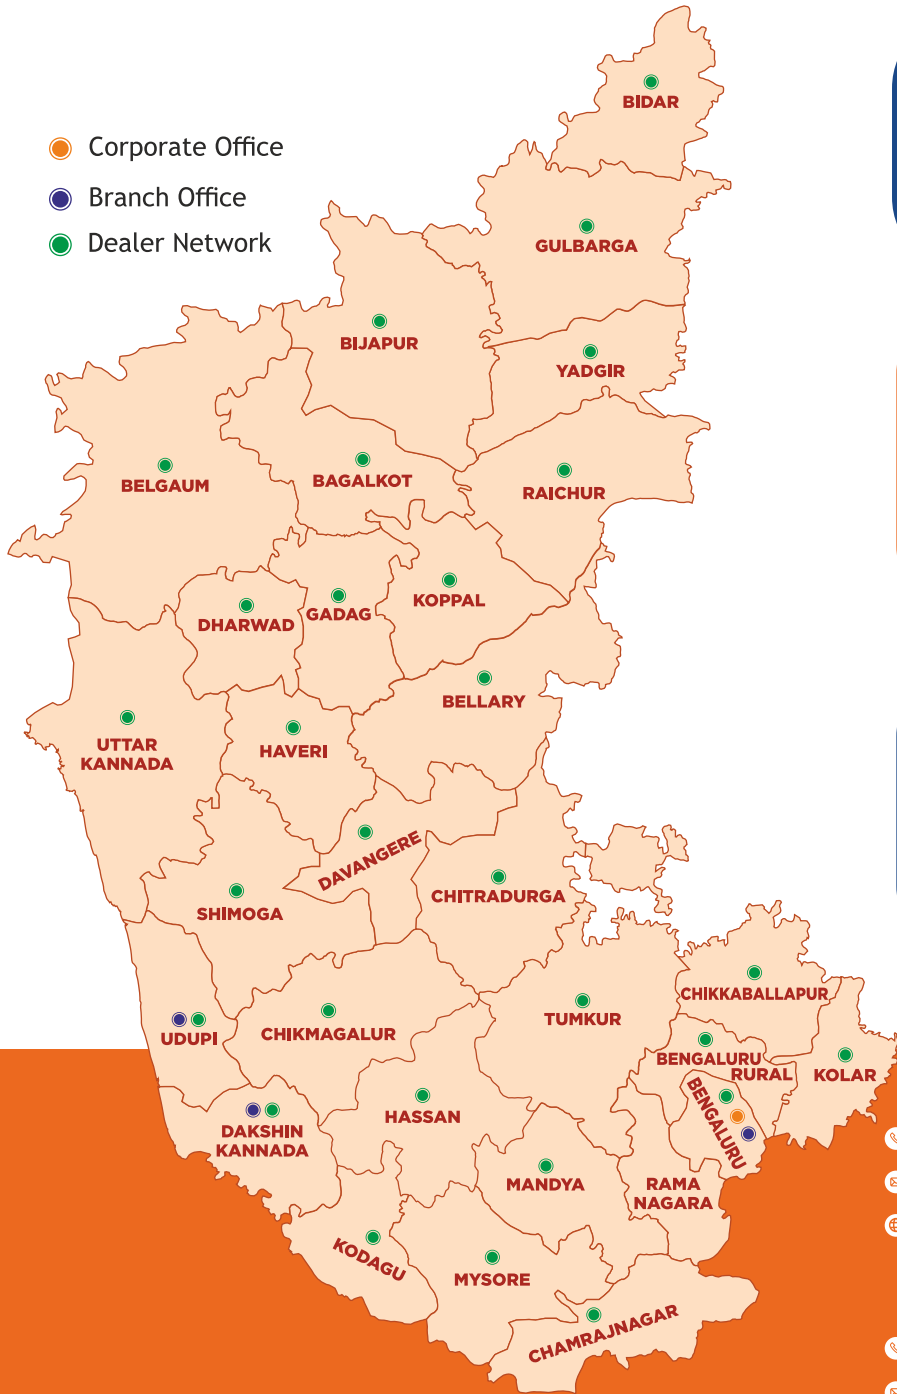 Corporate Office
Branch Office
Dealer Network
BIDAR
GULBARGA
BIJAPUR
YADGIR
BELGAUM
BAGALKOT
RAICHUR
DHARWAD
GADAG
KOPPAL
BELLARY
UTTAR
KANNADA
HAVERI
DAVANGERE
CHITRADURGA
SHIMOGA
CHIKKABALLAPUR
TUMKUR
UDUPI
CHIKMAGALUR
BENGALURU
RURAL
KOLAR
BENGALURU
HASSAN
DAKSHIN
KANNADA
MANDYA
RAMA
NAGARA
KODAGU
MYSORE
CHAMRAJNAGAR